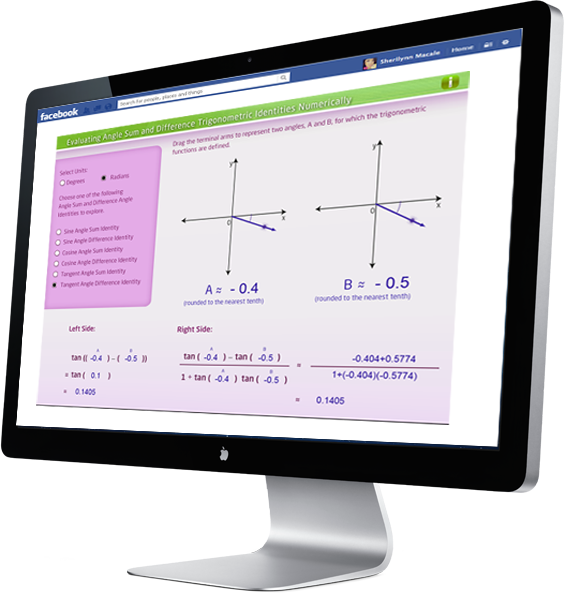 facebook
Search for people, places and things
Sherilynn Macale
Home
Evaluating Angle Sum and Difference Trigonometric Identities Numerically
i
Drag the terminal arms to represent two angles, A and B, for which the trigonometric
functions are defined.
Select Units:
Degrees
Radians
Choose one of the following
Angle Sum and Difference Angle
Identities to explore.
Sine Angle Sum Identity
Sine Angle Difference Identity
Cosine Angle Sum Identity
Cosine Angle Difference Identity
Tangent Angle Sum Identity
Tangent Angle Difference Identity
y
x
0
y
x
0
A ≈ - 0.4
(rounded to the nearest tenth)
B ≈ - 0.5
(rounded to the nearest tenth)
Left Side:
A B
tan (( -0.4 ) - ( -0.5 ))
= tan ( 0.1 )
= 0.1405
Right Side:
A B
tan ( -0.4 ) - tan ( -0.5 ) = -0.404+0.5774
A B
1 + tan ( -0.4 ) tan ( -0.5 ) 1+(-0.404)(-0.5774)
= 0.1405